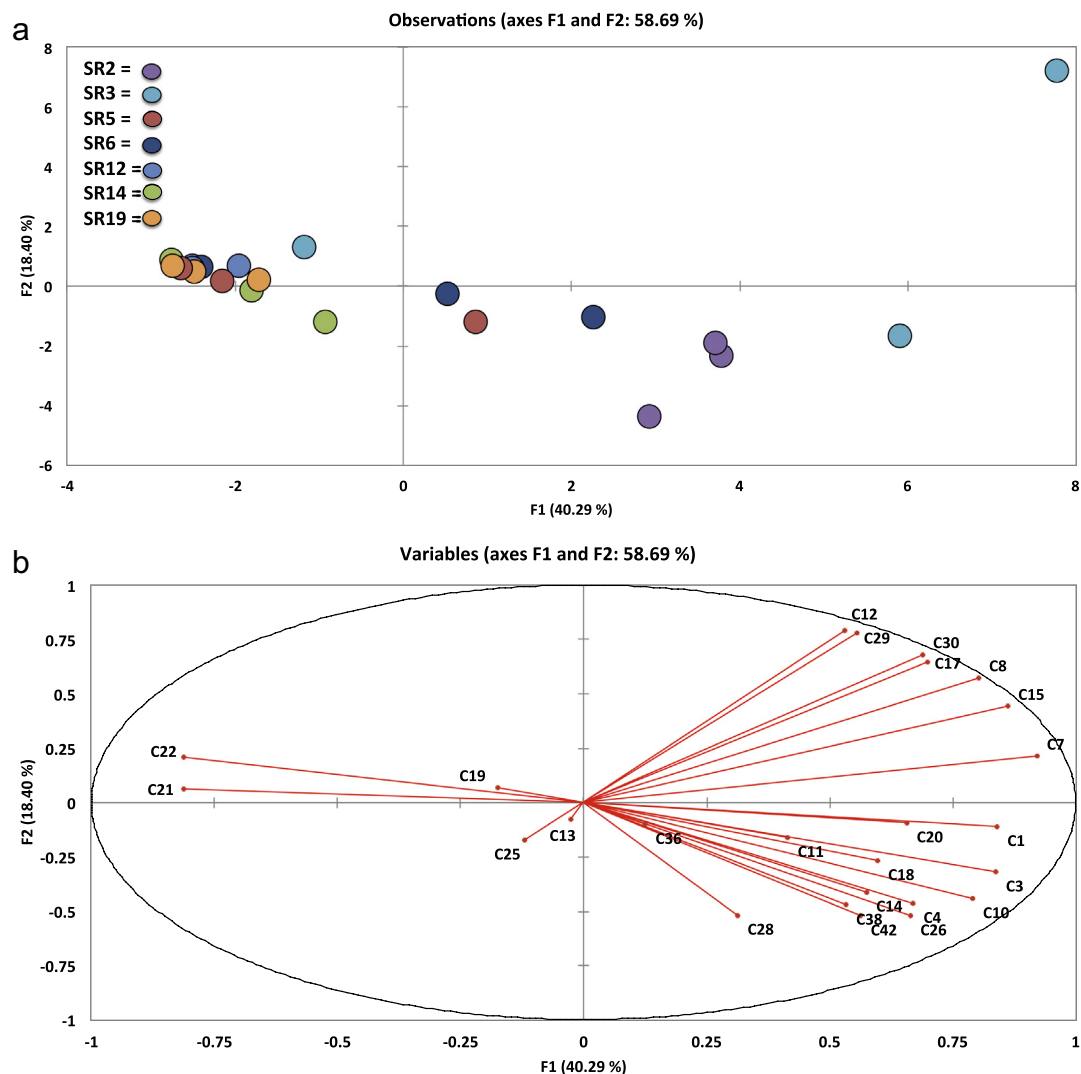 a
Observations (axes F1 and F2: 58.69 %)
8
6
4
2
0
-2
-4
-6
F2 (18.40 %)
SR2 =
SR3 =
SR5 =
SR6 =
SR12 =
SR14 =
SR19 =
-4 -2 0 2 4 6 8
F1 (40.29 %)
b
Variables (axes F1 and F2: 58.69 %)
1
0.75
0.5
0.25
0
-0.25
-0.5
-0.75
-1
F2 (18.40 %)
C12
C29
C30
C17
C8
C15
C7
C22
C19
C21
C13
C25
C36
C11
C20
C1
C18
C3
C14
C10
C38
C4
C42
C26
C28
-1 -0.75 -0.5 -0.25 0 0.25 0.5 0.75 1
F1 (40.29 %)